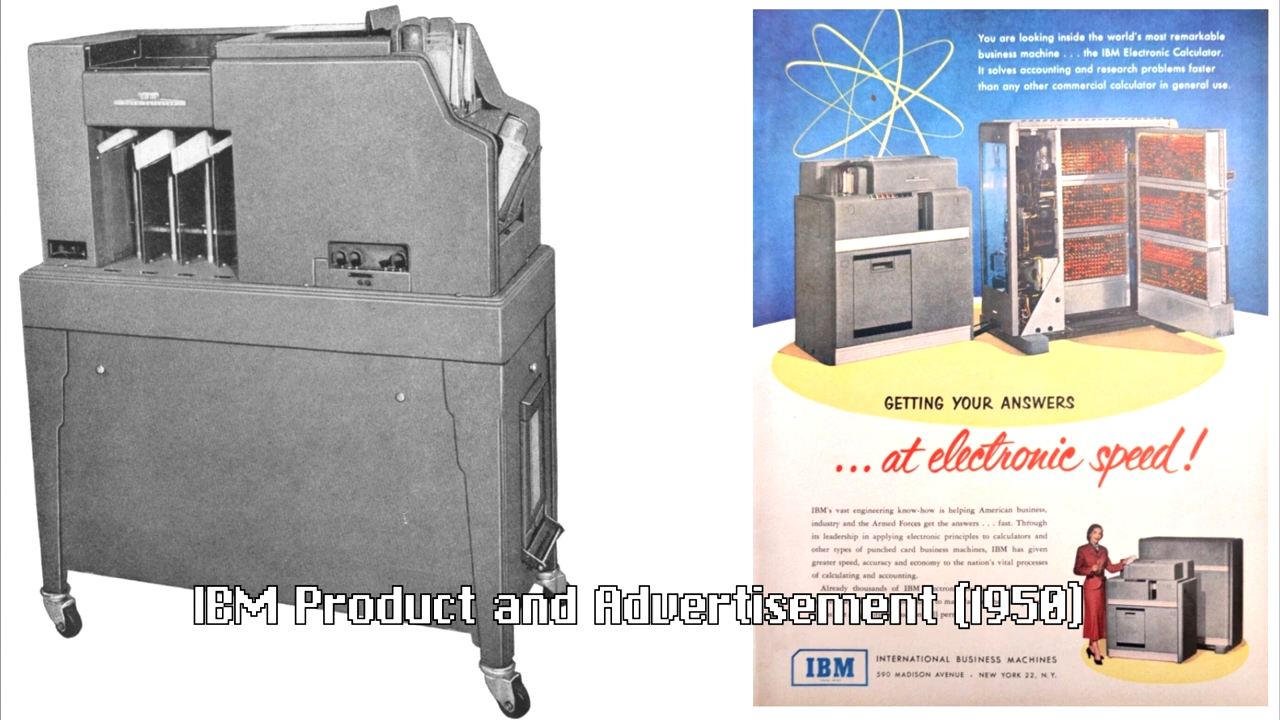 You are looking inside the world's most remarkable
business machine . . . the IBM Electronic Calculator.
It solves accounting and research problems faster
than any other commercial calculator in general use.
GETTING YOUR ANSWERS
... at electronic speed!
IBM's vast engineering know-how is helping American business,
industry and the Armed Forces get the answers . . . fast. Through
its leadership in applying electronic principles to calculators and
other types of punched card business machines, IBM has given
greater speed, accuracy and economy to the nation's vital processes
of calculating and accounting.
Already thousands of IBM
IBM Product and Advertisement (1950)
IBM
INTERNATIONAL BUSINESS MACHINES
590 MADISON AVENUE • NEW YORK 22, N.Y.